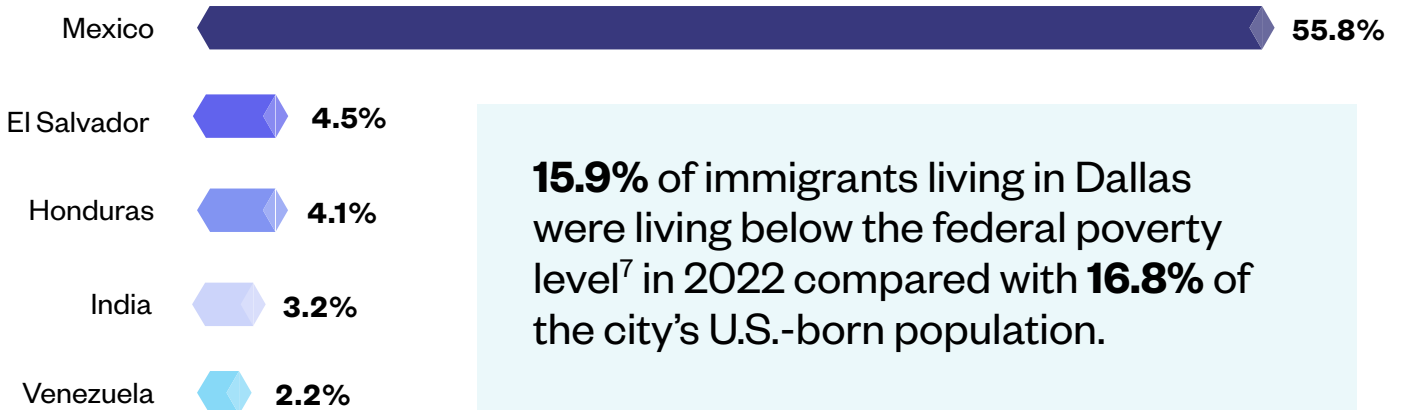 Mexico 55.8%
El Salvador 4.5%
Honduras 4.1%
India 3.2%
Venezuela 2.2%
15.9% of immigrants living in Dallas
were living below the federal poverty
level⁷ in 2022 compared with 16.8% of
the city’s U.S.-born population.